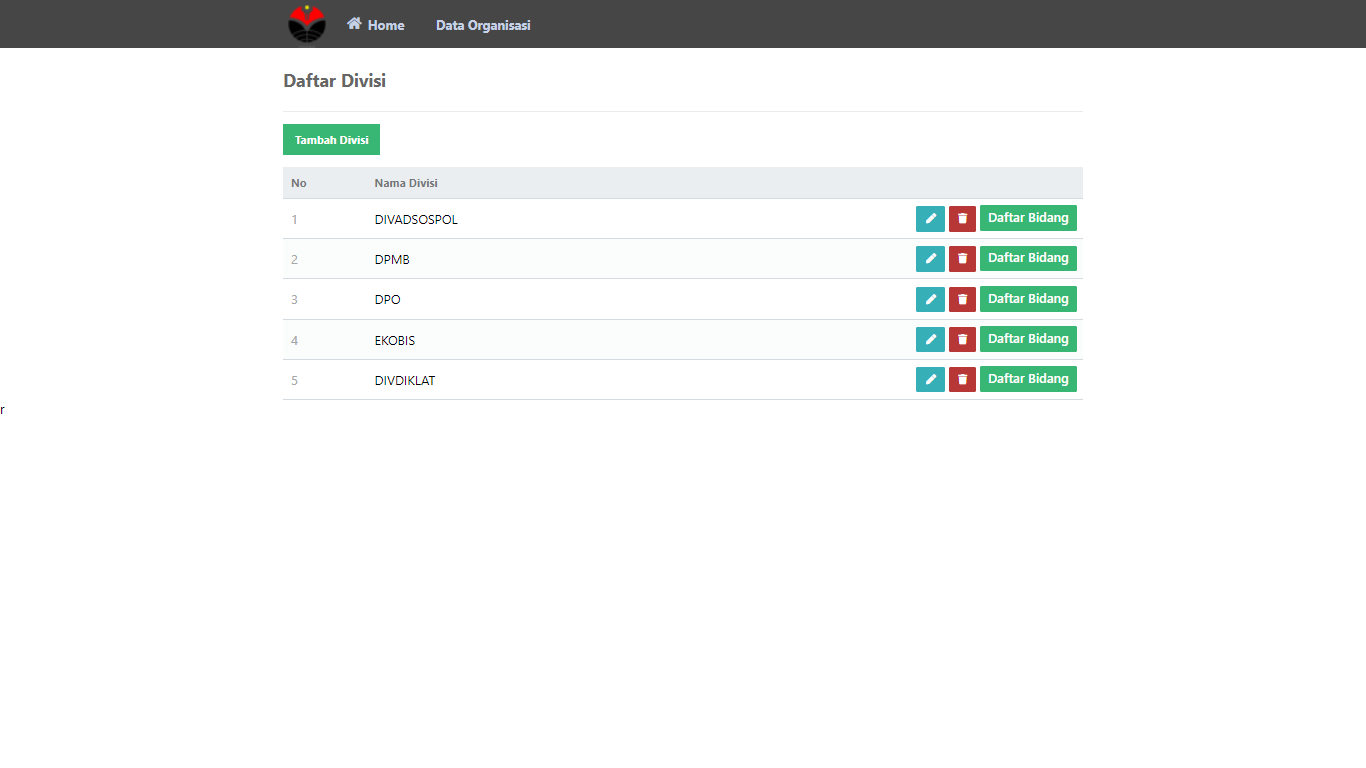 Home Data Organisasi
Daftar Divisi
Tambah Divisi
No Nama Divisi
1 DIVADSOSPOL Daftar Bidang
2 DPMB Daftar Bidang
3 DPO Daftar Bidang
4 EKOBIS Daftar Bidang
5 DIVDIKLAT Daftar Bidang
r